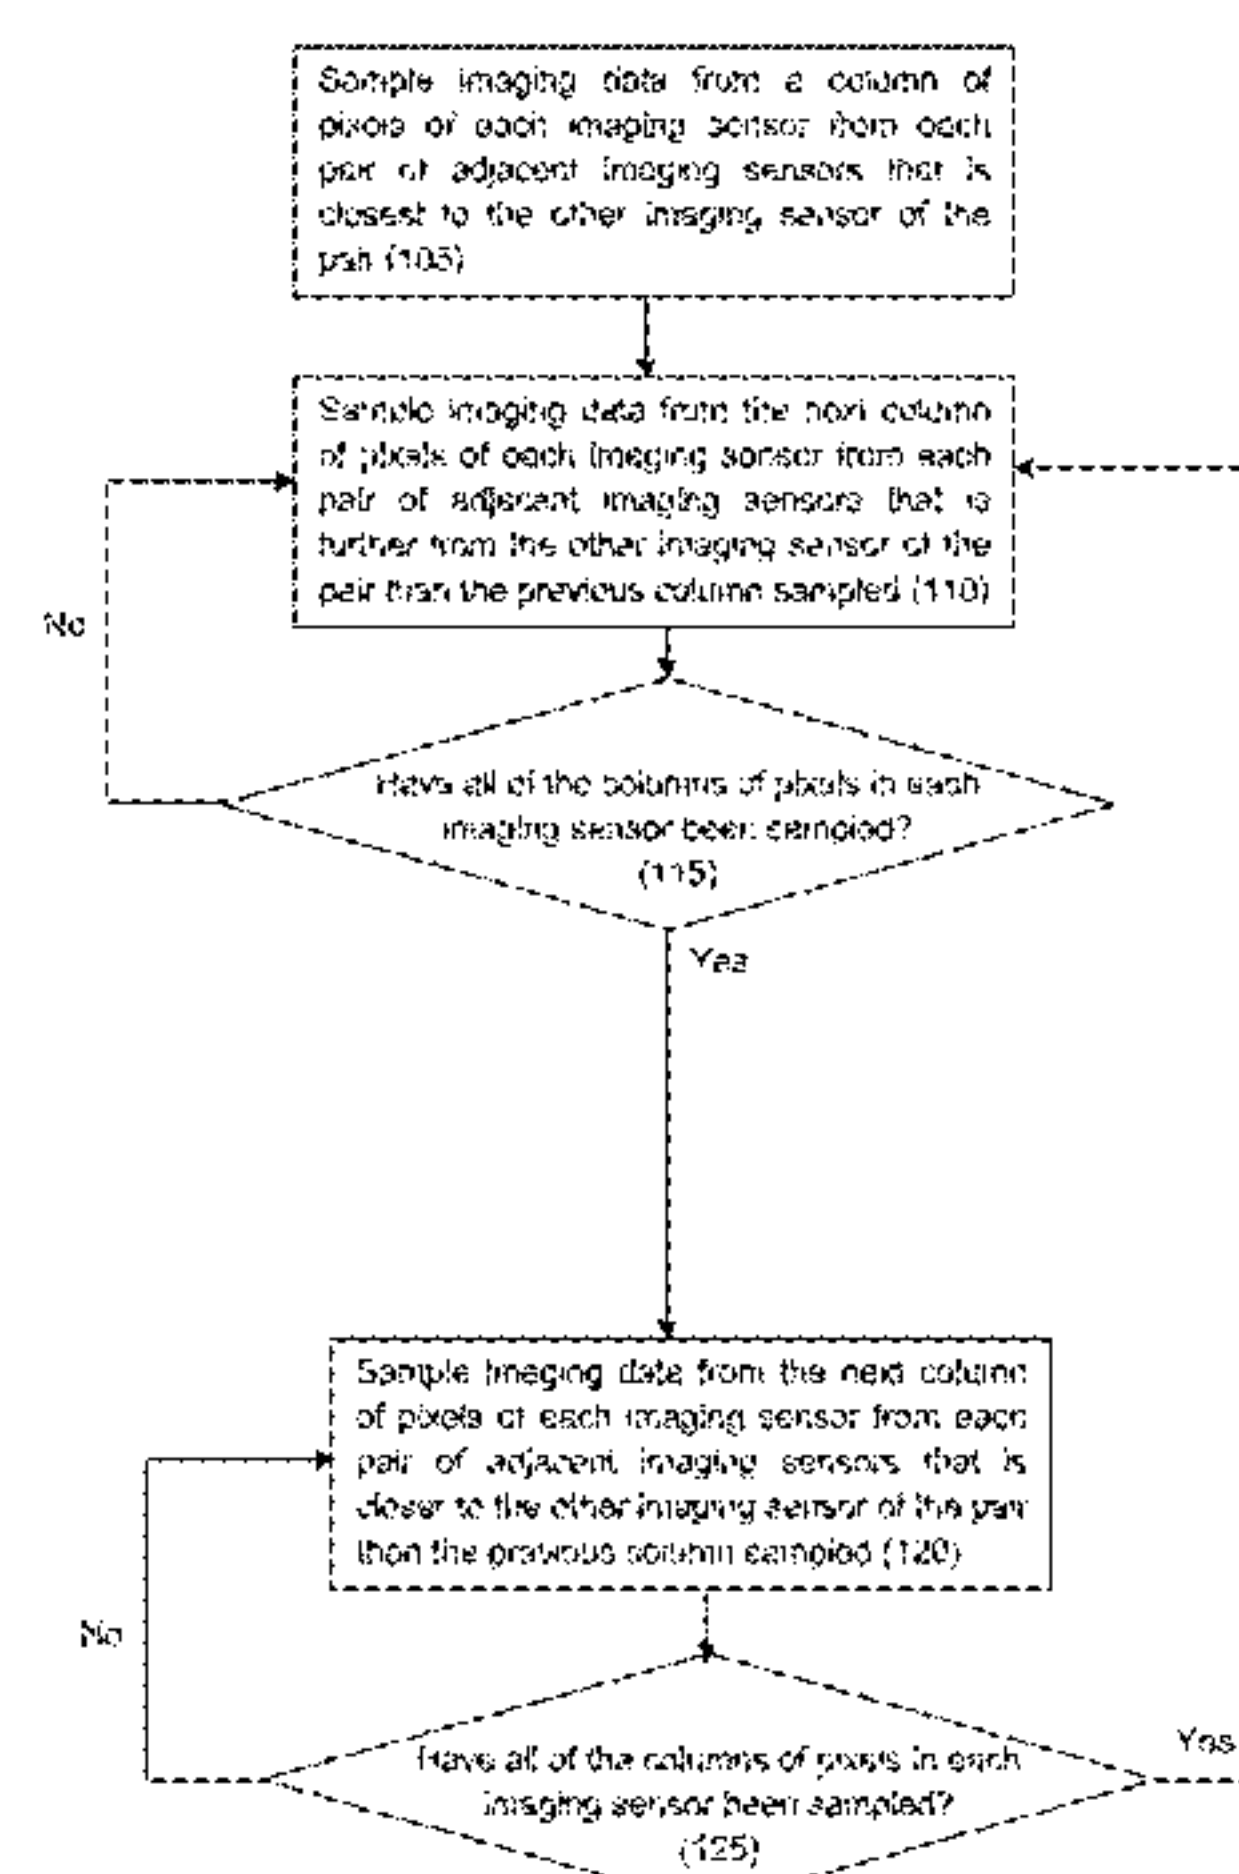 Sample imaging data from a column of
pixels of each imaging sensor from each
pair of adjacent imaging sensors that is
closest to the other imaging sensor of the
pair (105)
Sample imaging data from the next column
of pixels of each imaging sensor from each
pair of adjacent imaging sensors that is
further from the other imaging sensor of the
pair than the previous column sampled (110)
No
Have all of the columns of pixels in each
imaging sensor been sampled?
(115)
Yes
Sample imaging data from the next column
of pixels of each imaging sensor from each
pair of adjacent imaging sensors that is
closer to the other imaging sensor of the pair
than the previous column sampled (120)
No
Have all of the columns of pixels in each
imaging sensor been sampled?
(125)
Yes